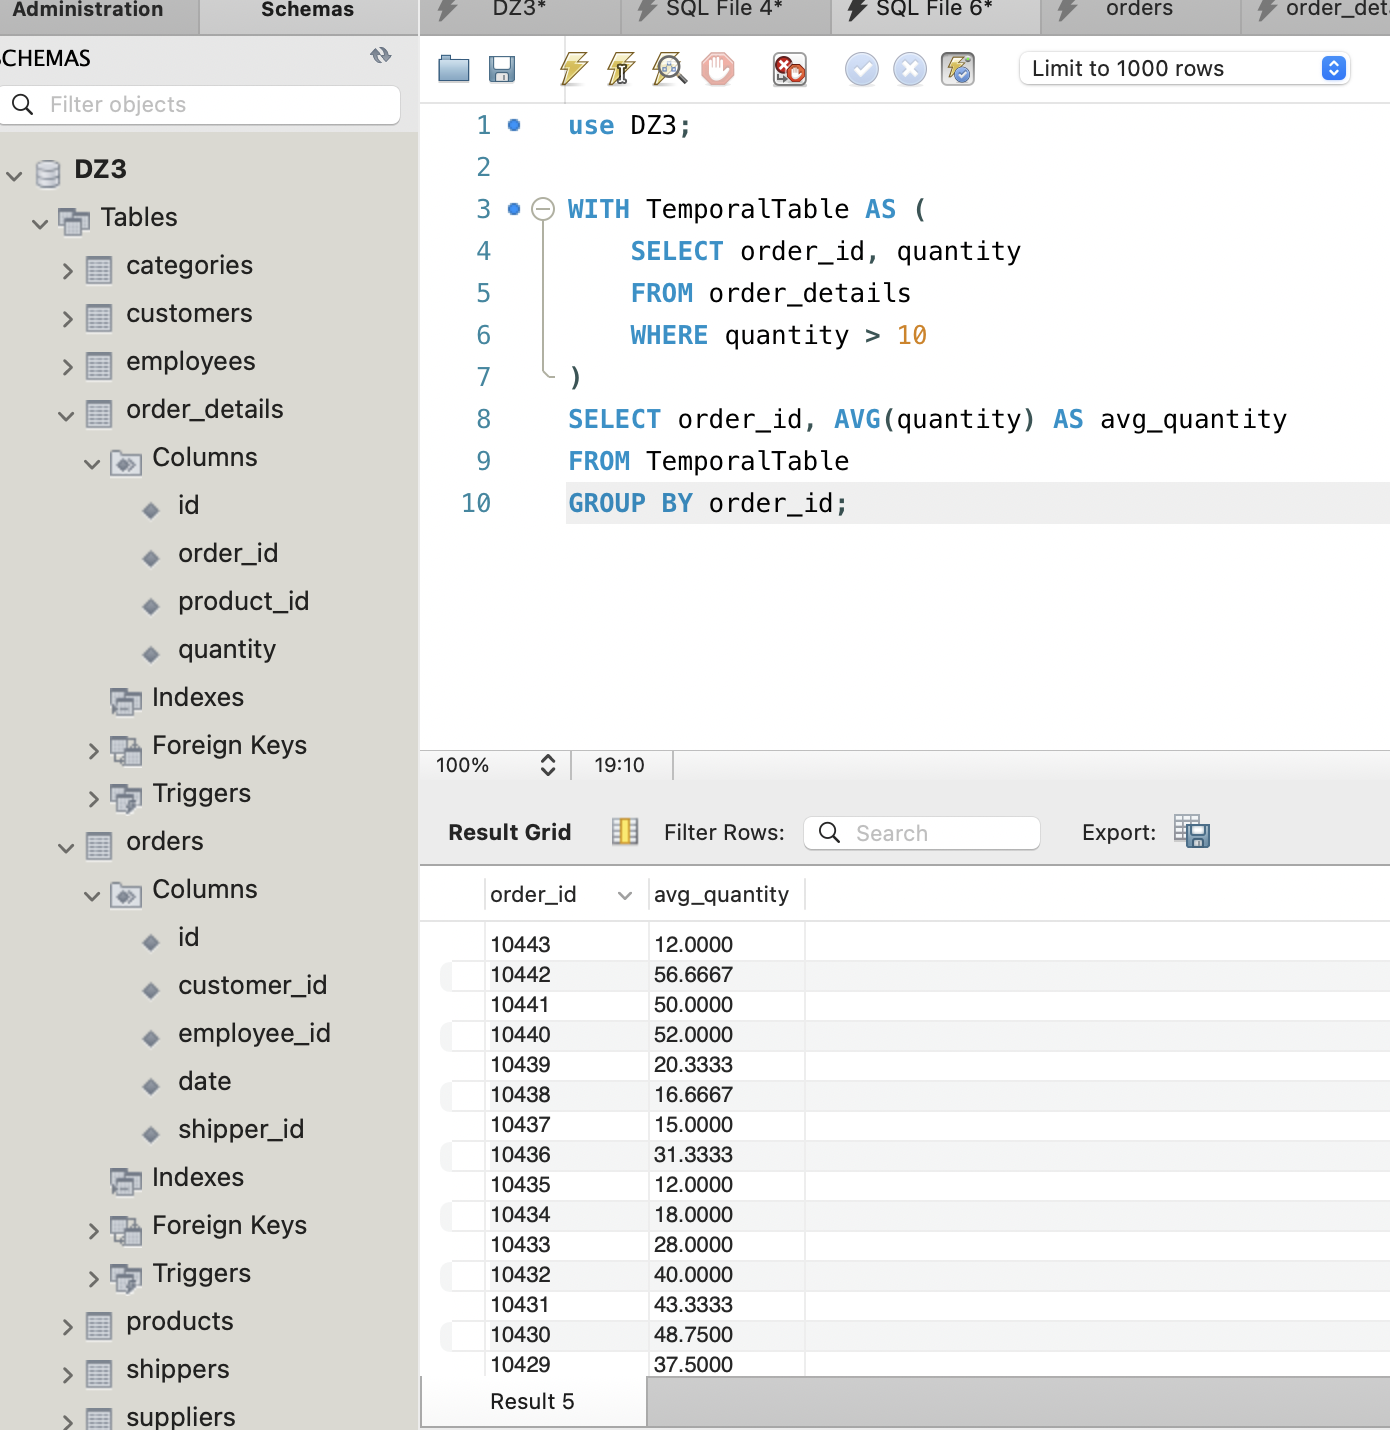 Administration
Schemas
DZ3*
SQL File 4*
SQL File 6*
orders
CHEMAS
Filter objects
DZ3
Tables
categories
customers
employees
order_details
Columns
id
order_id
product_id
quantity
Indexes
Foreign Keys
Triggers
orders
Columns
id
customer_id
employee_id
date
shipper_id
Indexes
Foreign Keys
Triggers
products
shippers
suppliers
Limit to 1000 rows
1 use DZ3;
2
3 WITH TemporalTable AS (
4 SELECT order_id, quantity
5 FROM order_details
6 WHERE quantity > 10
7 )
8 SELECT order_id, AVG(quantity) AS avg_quantity
9 FROM TemporalTable
10 GROUP BY order_id;
100% 19:10
Result Grid Filter Rows: Search Export:
order_id avg_quantity
10443 12.0000
10442 56.6667
10441 50.0000
10440 52.0000
10439 20.3333
10438 16.6667
10437 15.0000
10436 31.3333
10435 12.0000
10434 18.0000
10433 28.0000
10432 40.0000
10431 43.3333
10430 48.7500
10429 37.5000
Result 5